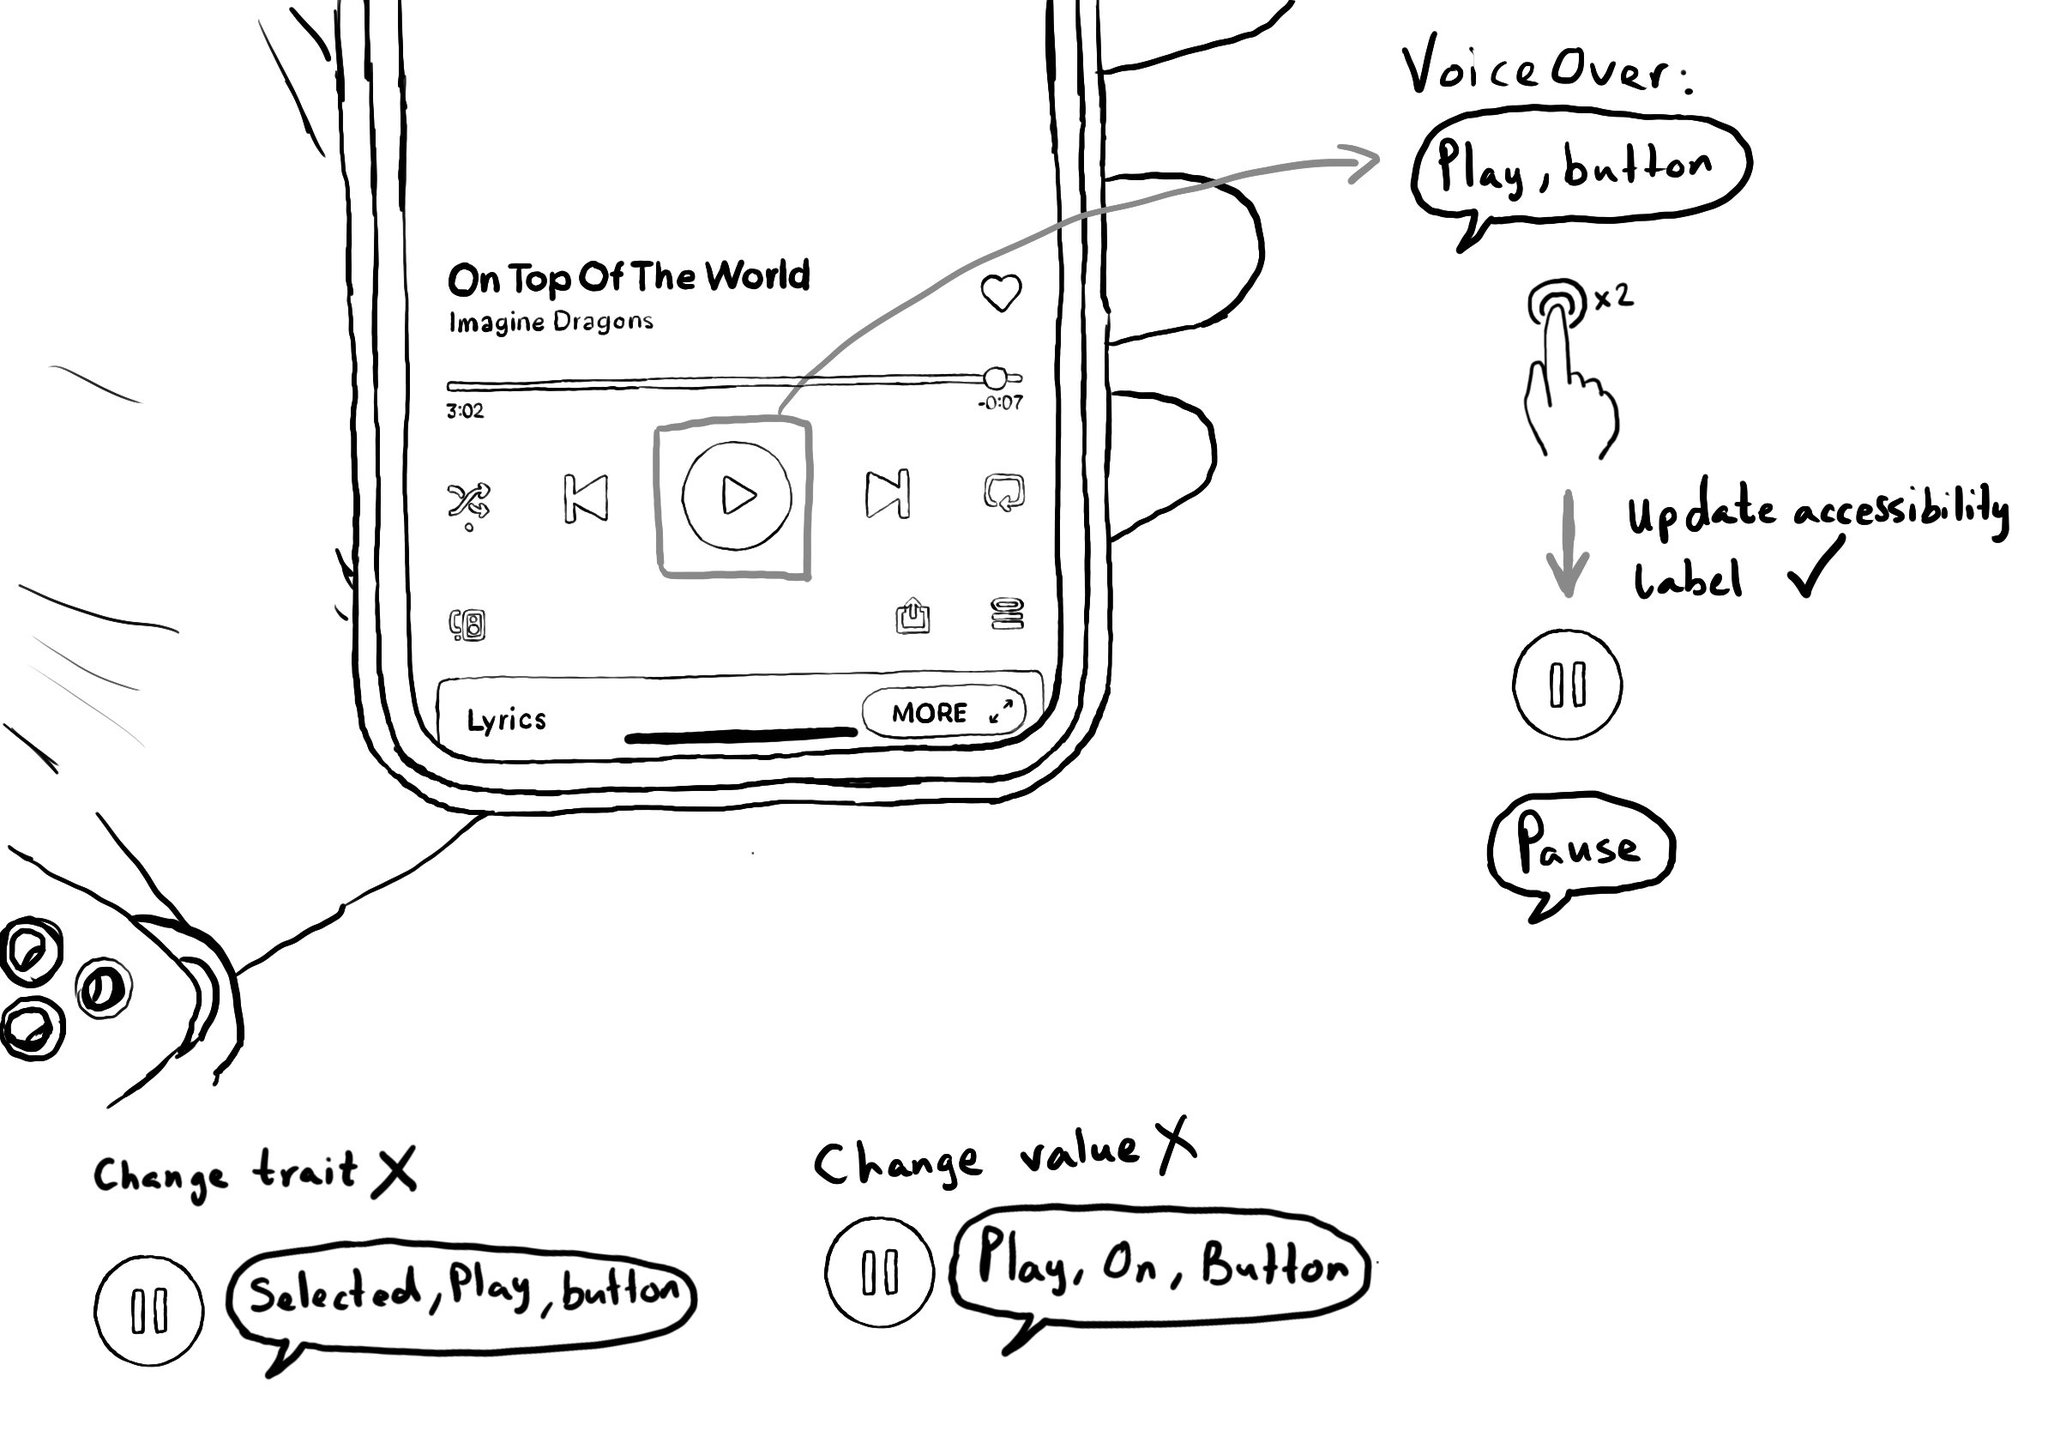 VoiceOver:
Play, button
x2
Update accessibility
label ✓
Pause
On Top Of The World
Imagine Dragons
3:02
-0:07
Lyrics
MORE
Change trait X
Selected, Play, button
Change value X
Play, On, Button